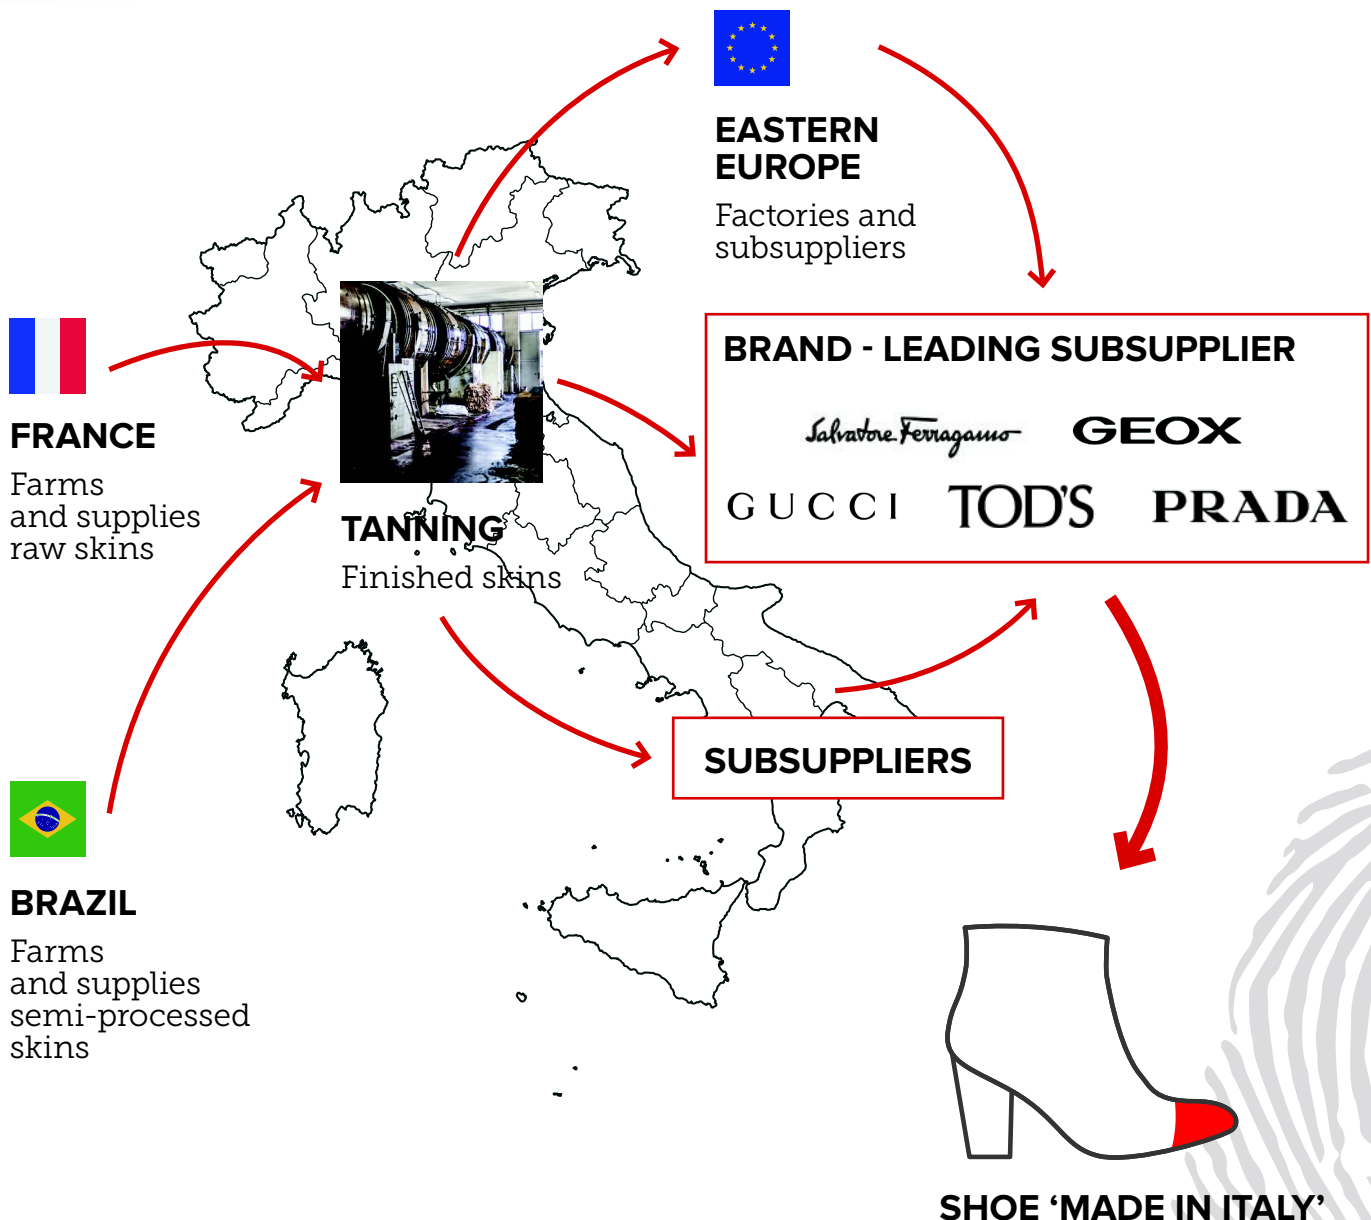 EASTERN
EUROPE
Factories and
subsuppliers
FRANCE
Farms
and supplies
raw skins
TANNING
Finished skins
BRAND - LEADING SUBSUPPLIER
Salvatore Ferragamo
GEOX
GUCCI
TOD'S
PRADA
SUBSUPPLIERS
BRAZIL
Farms
and supplies
semi-processed
skins
SHOE ‘MADE IN ITALY’